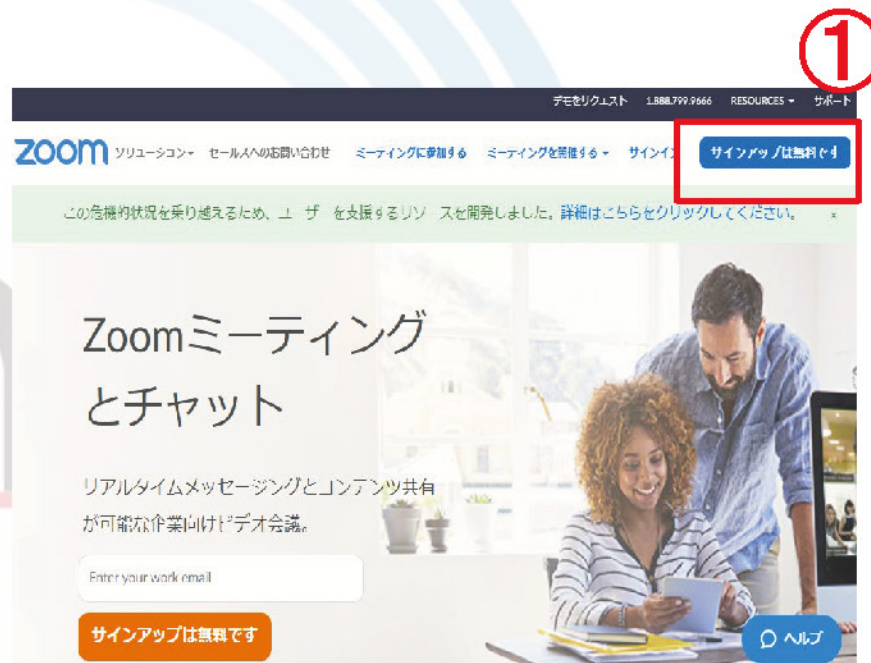 ①
デモをリクエスト 1.888.799.9666 RESOURCES サポート
zoom ソリューション セールスへのお問い合わせ ミーティングに参加する ミーティングを開催する サインイン サインアップは無料です
この危機的状況を乗り越えるため、ユーザーを支援するリソースを開発しました。詳細はこちらをクリックしてください。 ×
Zoomミーティング
とチャット
リアルタイムメッセージングとコンテンツ共有
が可能な企業向けビデオ会議。
Enter your work email
サインアップは無料です
ヘルプ